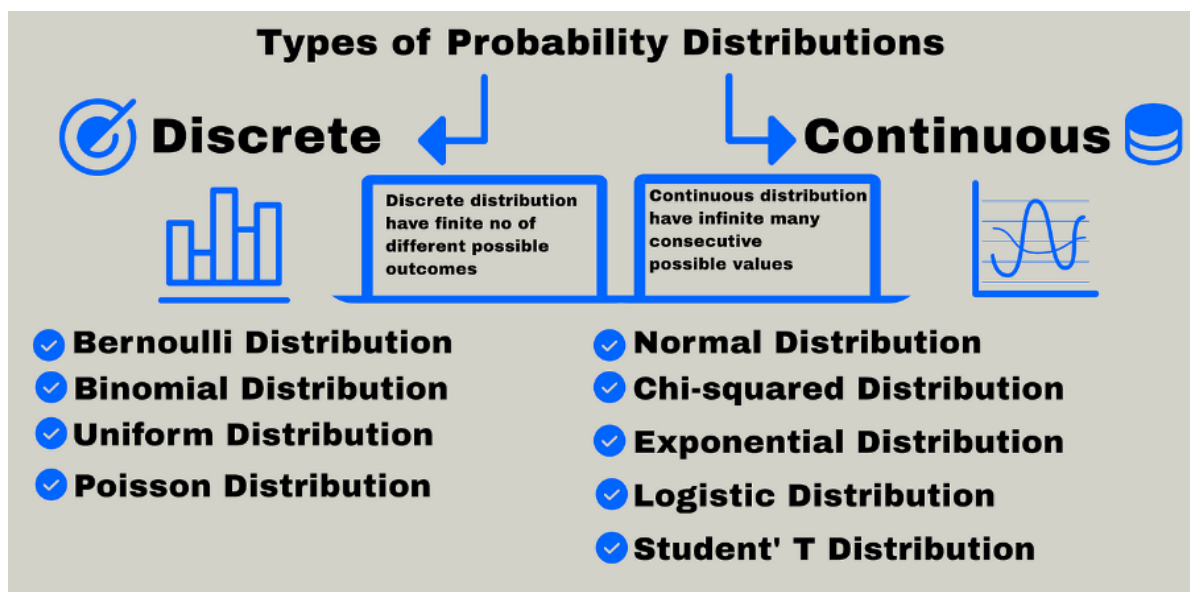 Types of Probability Distributions
Discrete
Continuous
Discrete distribution
have finite no of
different possible
outcomes
Continuous distribution
have infinite many
consecutive
possible values
Bernoulli Distribution
Binomial Distribution
Uniform Distribution
Poisson Distribution
Normal Distribution
Chi-squared Distribution
Exponential Distribution
Logistic Distribution
Student' T Distribution